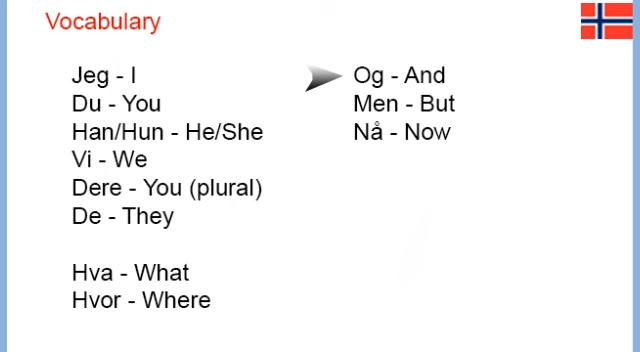 Vocabulary
Jeg - I
Du - You
Han/Hun - He/She
Vi - We
Dere - You (plural)
De - They
Hva - What
Hvor - Where
Og - And
Men - But
Nå - Now